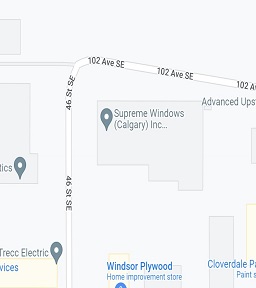 102 Ave SE
102 Ave SE
102 Av
46 St SE
Advanced Ups
Supreme Windows
(Calgary) Inc...
tics
46 St SE
Trecc Electric
vices
Windsor Plywood
Home improvement store
Cloverdale Pa
Paint s